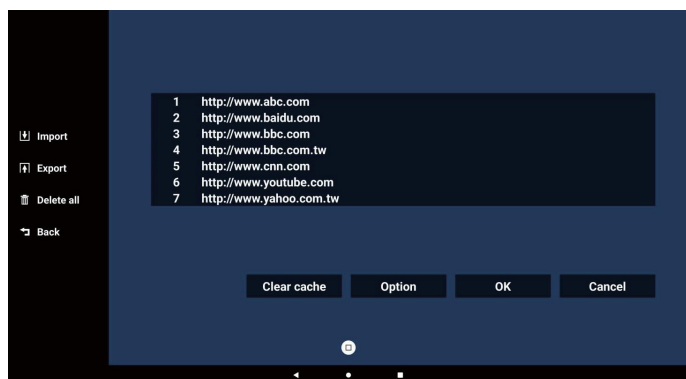 Import
Export
Delete all
Back
1 http://www.abc.com
2 http://www.baidu.com
3 http://www.bbc.com
4 http://www.bbc.com.tw
5 http://www.cnn.com
6 http://www.youtube.com
7 http://www.yahoo.com.tw
Clear cache Option OK Cancel